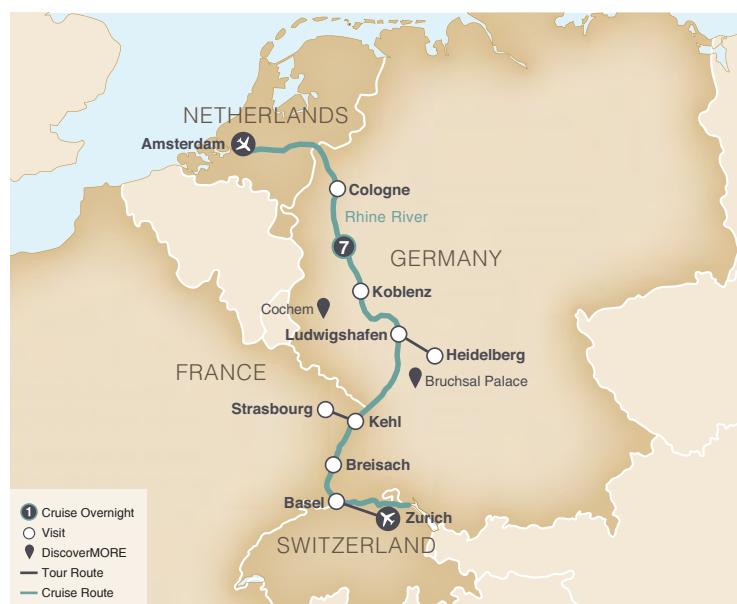 NETHERLANDS
Amsterdam
Cologne
Rhine River
7
GERMANY
Koblenz
Cochem
Ludwigshafen
Heidelberg
FRANCE
Bruchsal Palace
Strasbourg
Kehl
Breisach
Basel
Zurich
SWITZERLAND
1 Cruise Overnight
Visit
DiscoverMORE
Tour Route
Cruise Route